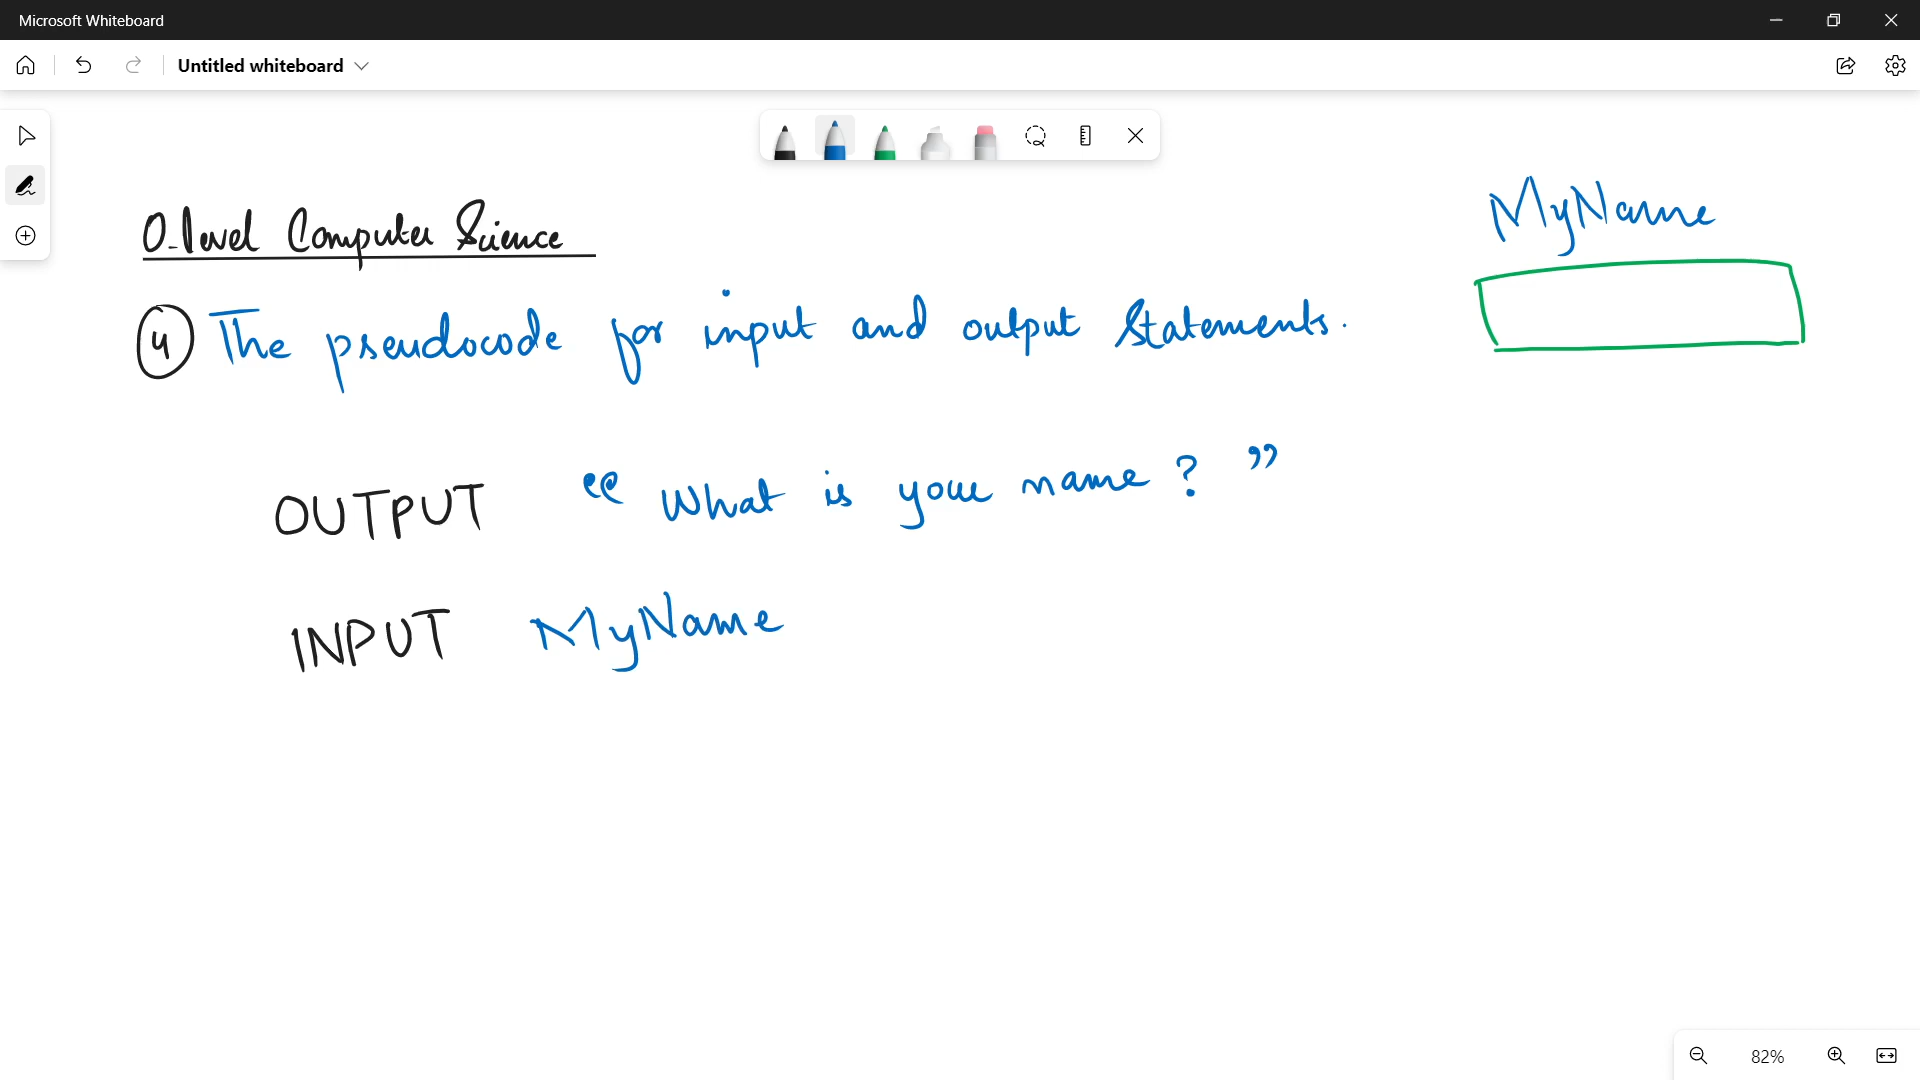 Microsoft Whiteboard
Untitled whiteboard
MyName
O-level Computer Science
4 The pseudocode for input and output statements.
OUTPUT “ What is your name ? ”
INPUT MyName
82%